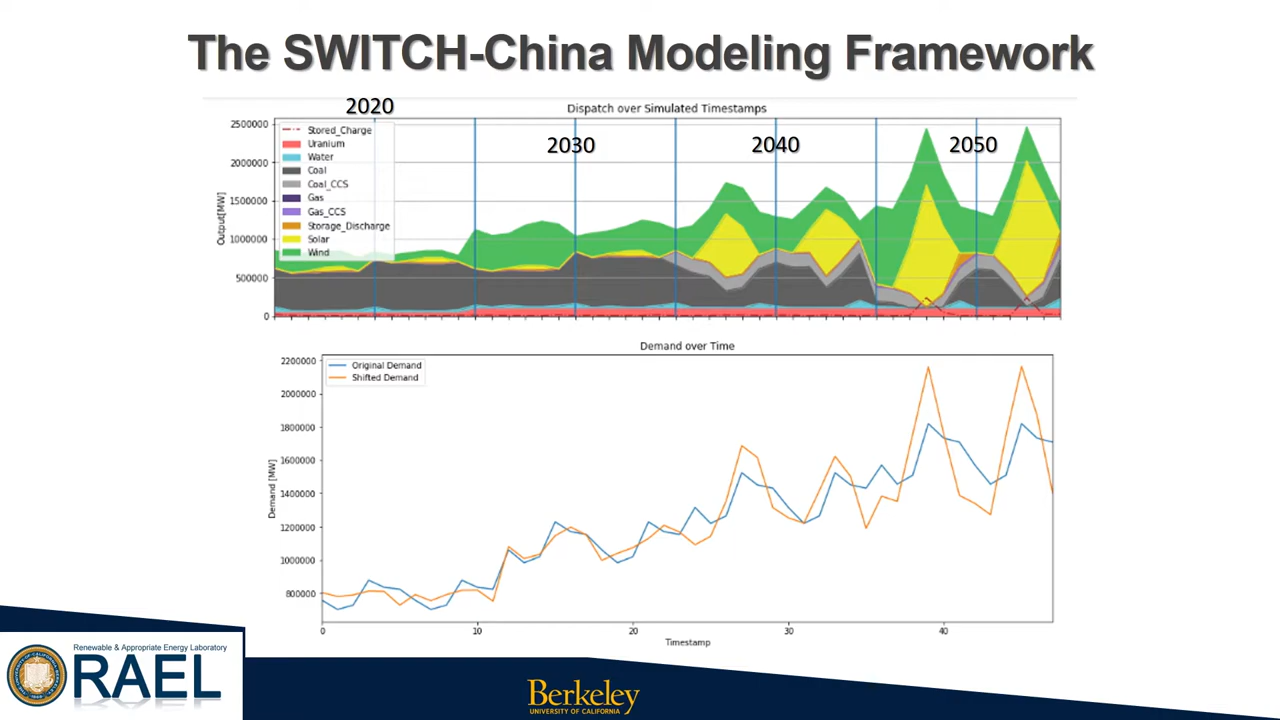 The SWITCH-China Modeling Framework
2020
Dispatch over Simulated Timestamps
2030
2040
2050
Output[MW]
2500000
2000000
1500000
1000000
500000
0
Stored_Charge
Uranium
Water
Coal
Coal_CCS
Gas
Gas_CCS
Storage_Discharge
Solar
Wind
Demand over Time
Original Demand
Shifted Demand
Demand [MW]
2200000
2000000
1800000
1600000
1400000
1200000
1000000
800000
0 10 20 30 40
Timestamp
Renewable & Appropriate Energy Laboratory
RAEL
Berkeley
UNIVERSITY OF CALIFORNIA